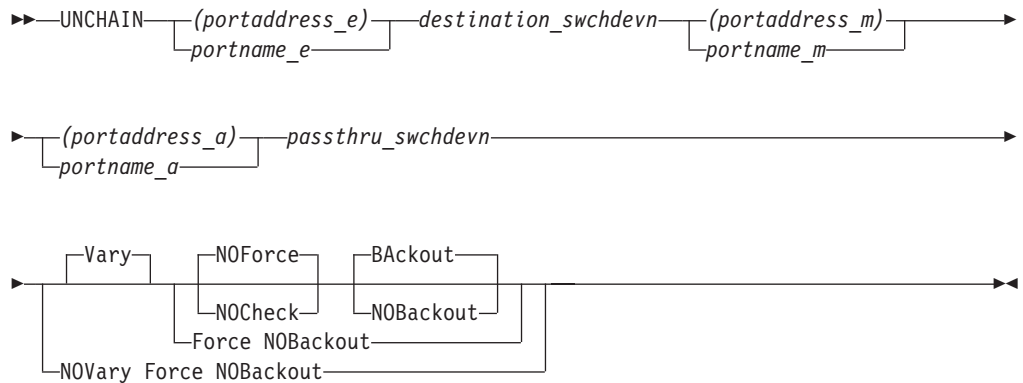 UNCHAIN (portaddress_e) destination_swchdevn (portaddress_m)
portname_e portname_m
(portaddress_a) passthru_swchdevn
portname_a
Vary NOForce BAckout
NOCheck NOBackout
Force NOBackout
NOVary Force NOBackout